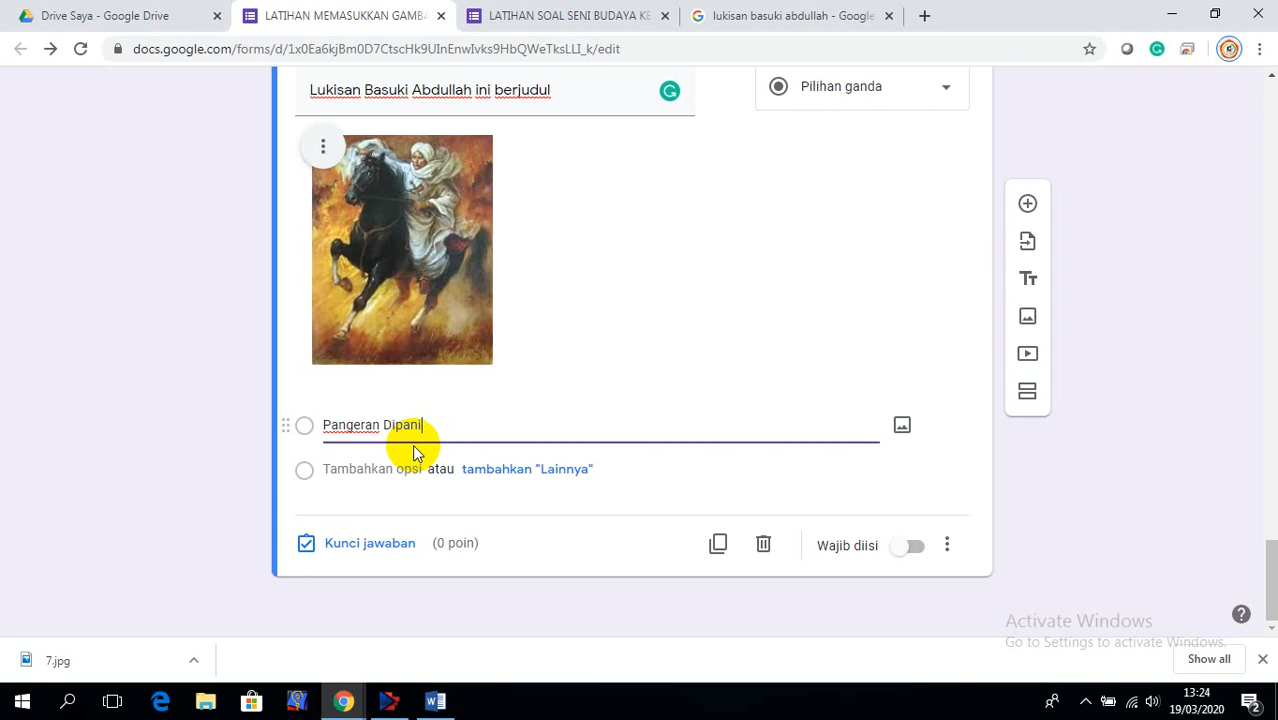 Drive Saya - Google Drive
LATIHAN MEMASUKKAN GAMBA
LATIHAN SOAL SENI BUDAYA KE
lukisan basuki abdullah - Google
docs.google.com/forms/d/1x0Ea6kjBm0D7CtscHk9UInEnwIvks9HbQWeTksLLI_k/edit
Lukisan Basuki Abdullah ini berjudul
Pilihan ganda
Pangeran Dipani
Tambahkan opsi atau tambahkan "Lainnya"
Kunci jawaban (0 poin)
Wajib diisi
Activate Windows
Go to Settings to activate Windows.
7.jpg
Show all
13:24
19/03/2020
2